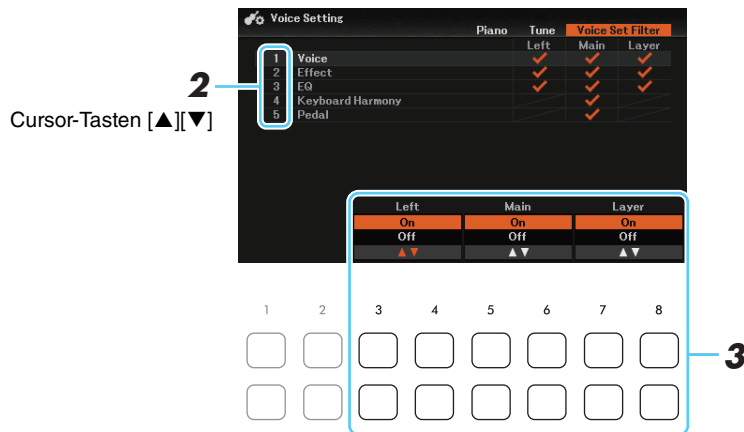 Voice Setting
Piano Tune Voice Set Filter
Left Main Layer
1 Voice
2 Effect
3 EQ
4 Keyboard Harmony
5 Pedal
2
Cursor-Tasten [▲][▼]
Left Main Layer
On On On
Off Off Off
▲▼ ▲▼ ▲▼
1 2 3 4 5 6 7 8
3